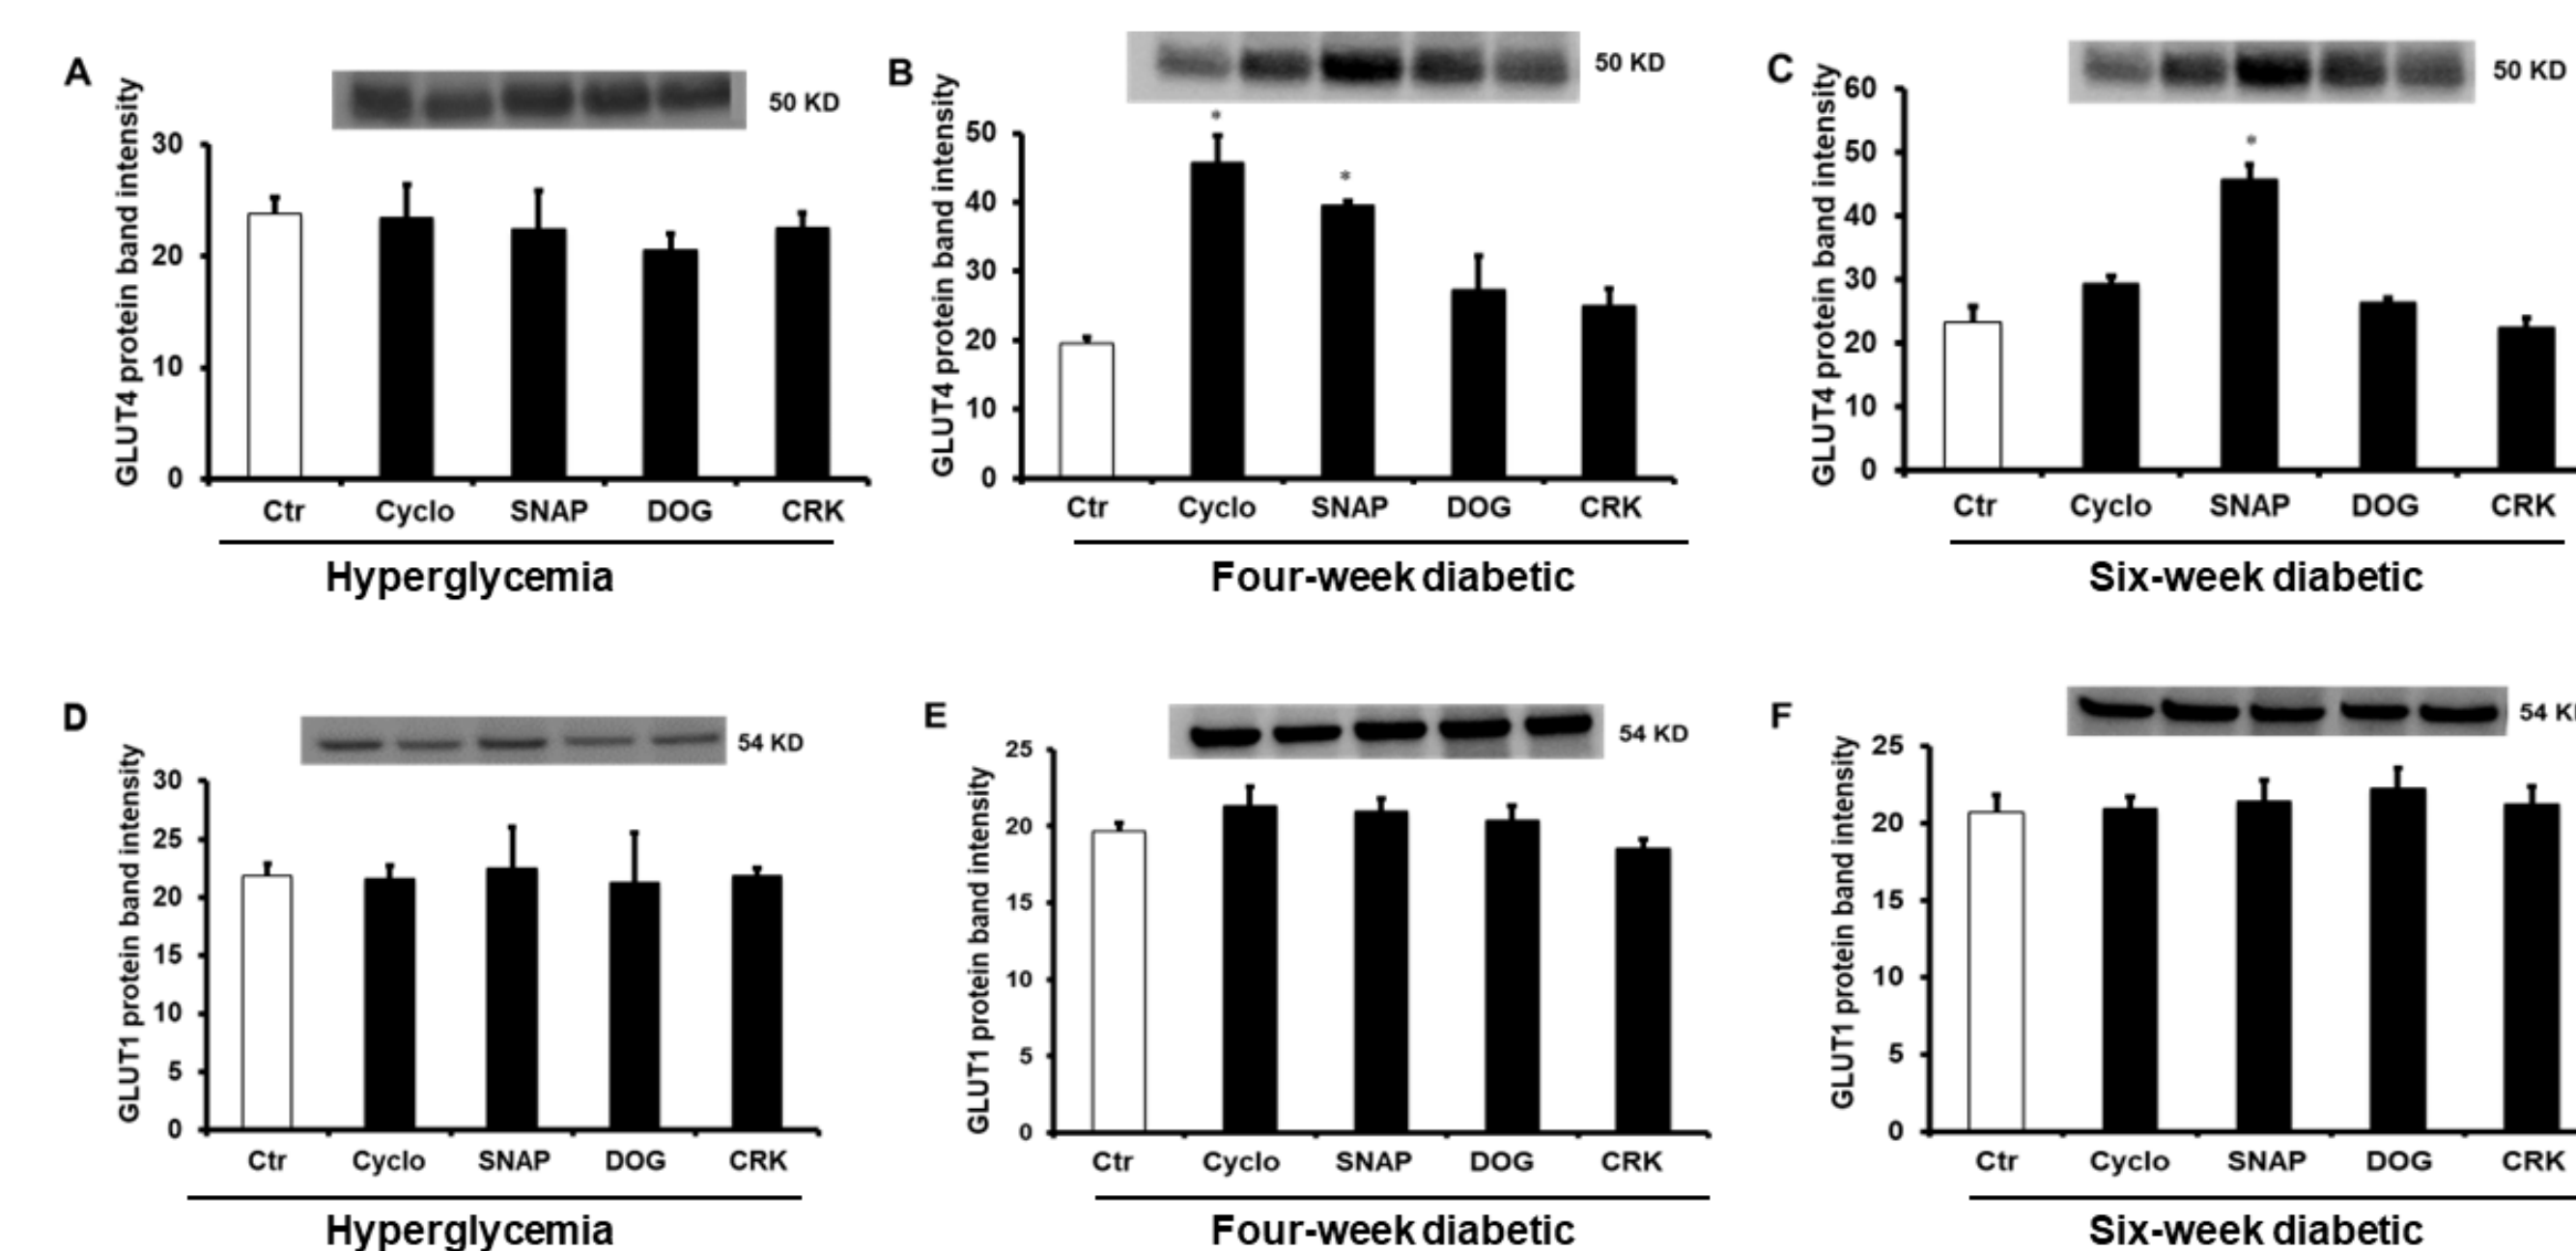 A
50 KD
GLUT4 protein band intensity
30
20
10
0
Ctr Cyclo SNAP DOG CRK
Hyperglycemia
B
50 KD
GLUT4 protein band intensity
*
*
50
40
30
20
10
0
Ctr Cyclo SNAP DOG CRK
Four-week diabetic
C
50 KD
GLUT4 protein band intensity
*
60
50
40
30
20
10
0
Ctr Cyclo SNAP DOG CRK
Six-week diabetic
D
54 KD
GLUT1 protein band intensity
30
25
20
15
10
5
0
Ctr Cyclo SNAP DOG CRK
Hyperglycemia
E
54 KD
GLUT1 protein band intensity
25
20
15
10
5
0
Ctr Cyclo SNAP DOG CRK
Four-week diabetic
F
54 K
GLUT1 protein band intensity
25
20
15
10
5
0
Ctr Cyclo SNAP DOG CRK
Six-week diabetic